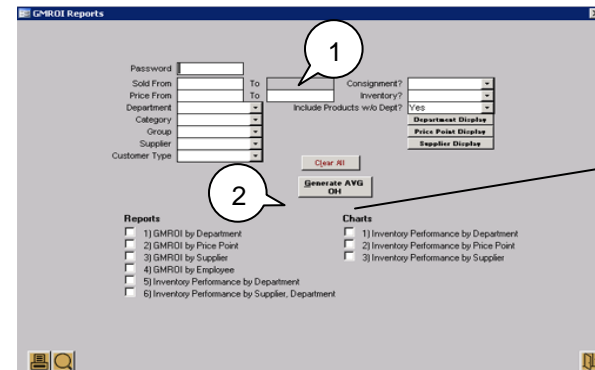 GMROI Reports
1
Password
Sold From To Consignment?
Price From To Inventory?
Department Include Products w/o Dept? Yes
Category Department Display
Group Price Point Display
Supplier Supplier Display
Customer Type
Clear All
2
Generate AVG
OH
Reports Charts
1) GMROI by Department 1) Inventory Performance by Department
2) GMROI by Price Point 2) Inventory Performance by Price Point
3) GMROI by Supplier 3) Inventory Performance by Supplier
4) GMROI by Employee
5) Inventory Performance by Department
6) Inventory Performance by Supplier, Department